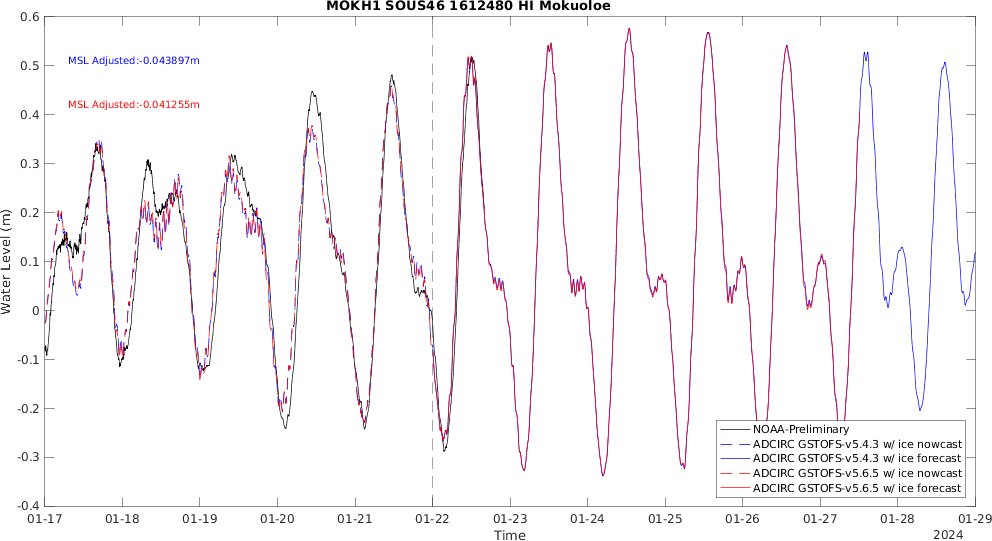 MOKH1 SOUS46 1612480 HI Mokuoloe
MSL Adjusted:-0.043897m
MSL Adjusted:-0.041255m
0.6
0.5
0.4
0.3
0.2
0.1
0
-0.1
-0.2
-0.3
-0.4
Water Level (m)
NOAA-Preliminary
ADCIRC GSTOFS-v5.4.3 w/ ice nowcast
ADCIRC GSTOFS-v5.4.3 w/ ice forecast
ADCIRC GSTOFS-v5.6.5 w/ ice nowcast
ADCIRC GSTOFS-v5.6.5 w/ ice forecast
01-17 01-18 01-19 01-20 01-21 01-22 01-23 01-24 01-25 01-26 01-27 01-28 01-29
Time
2024